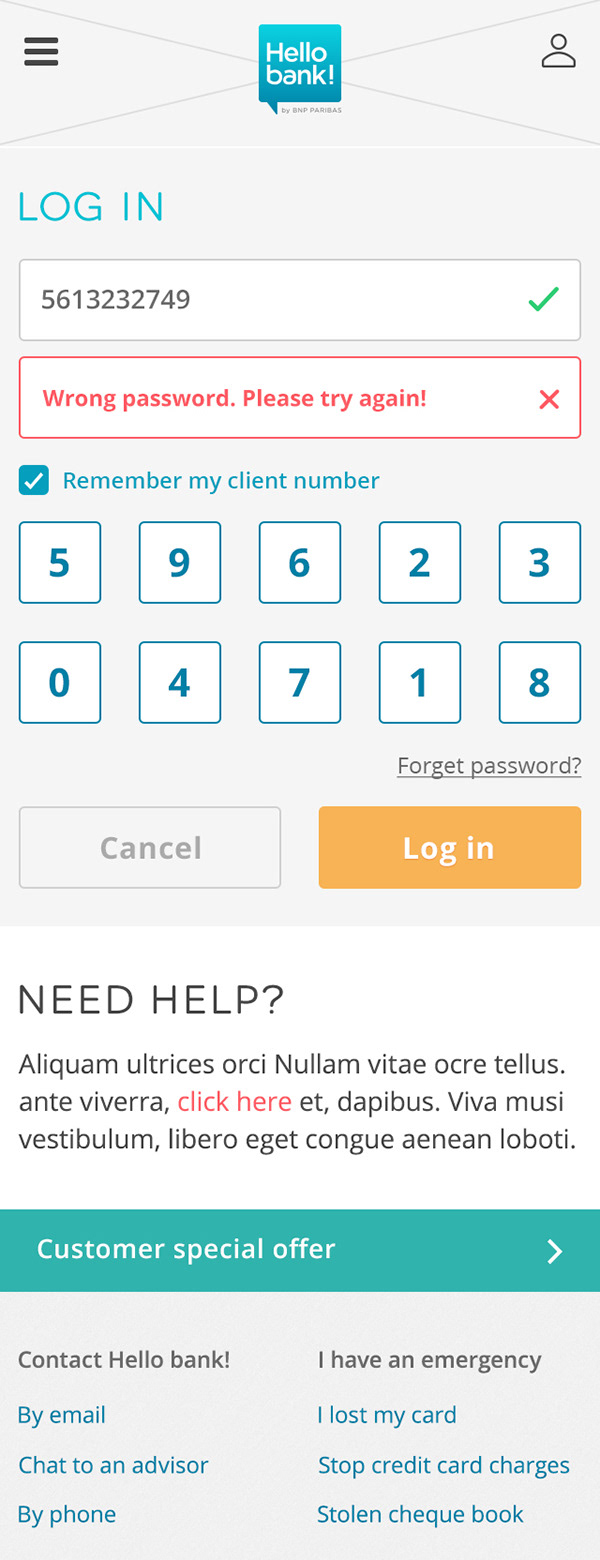 Hello
bank!
by BNP PARIBAS
LOG IN
5613232749
Wrong password. Please try again!
Remember my client number
5 9 6 2 3
0 4 7 1 8
Forget password?
Cancel Log in
NEED HELP?
Aliquam ultrices orci Nullam vitae ocre tellus.
ante viverra, click here et, dapibus. Viva musi
vestibulum, libero eget congue aenean loboti.
Customer special offer
Contact Hello bank!
By email
Chat to an advisor
By phone
I have an emergency
I lost my card
Stop credit card charges
Stolen cheque book